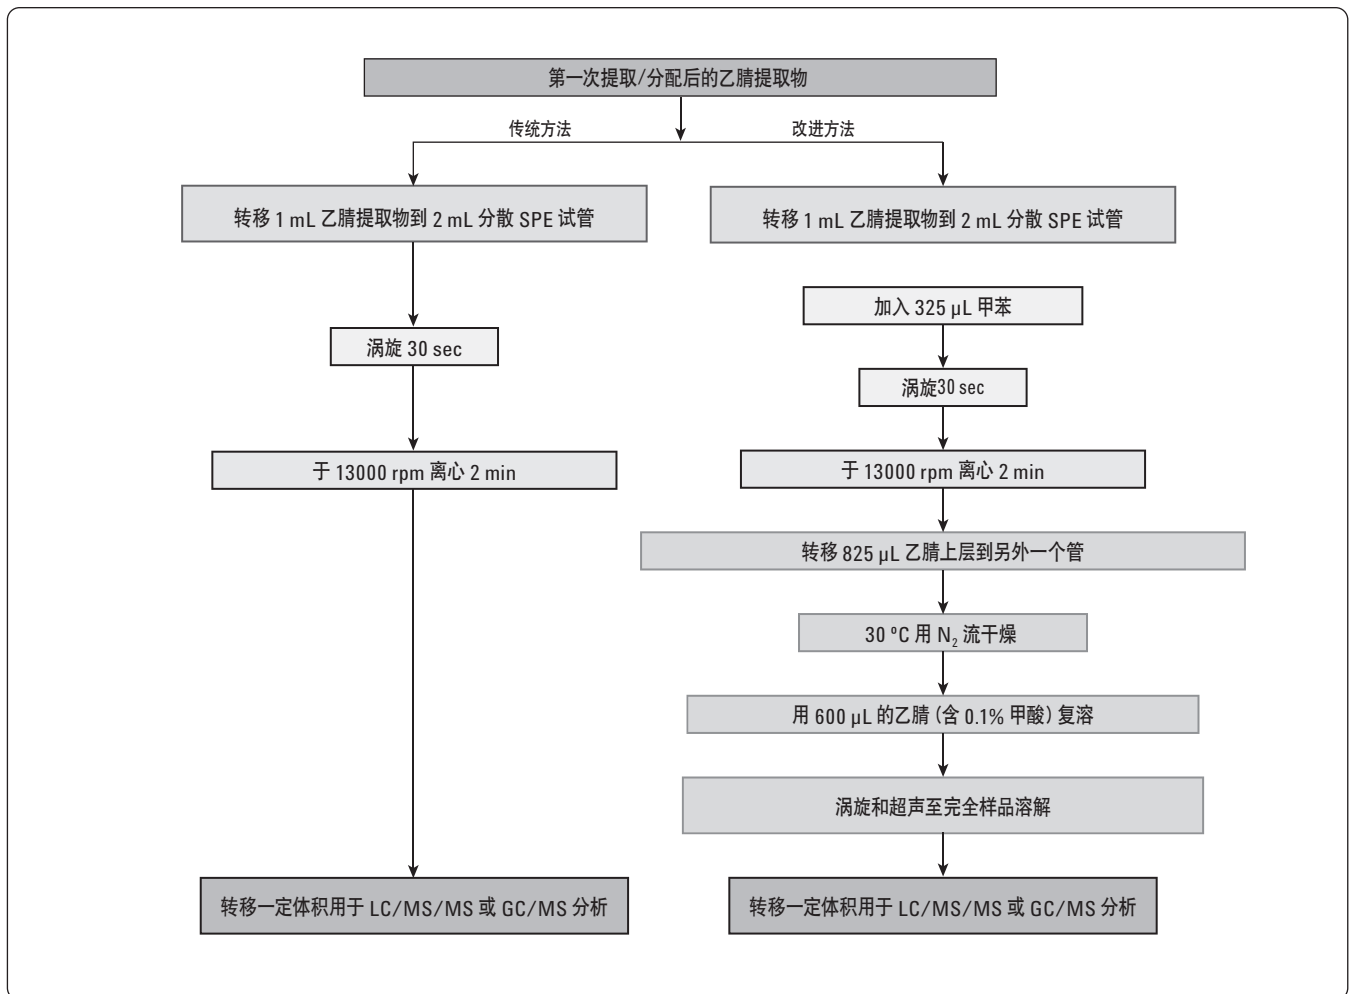 第一次提取/分配后的乙腈提取物
传统方法
改进方法
转移 1 mL 乙腈提取物到 2 mL 分散 SPE 试管
涡旋 30 sec
于 13000 rpm 离心 2 min
转移一定体积用于 LC/MS/MS 或 GC/MS 分析
转移 1 mL 乙腈提取物到 2 mL 分散 SPE 试管
加入 325 µL 甲苯
涡旋30 sec
于 13000 rpm 离心 2 min
转移 825 µL 乙腈上层到另外一个管
30 ºC 用 N₂ 流干燥
用 600 µL 的乙腈 (含 0.1% 甲酸) 复溶
涡旋和超声至完全样品溶解
转移一定体积用于 LC/MS/MS 或 GC/MS 分析